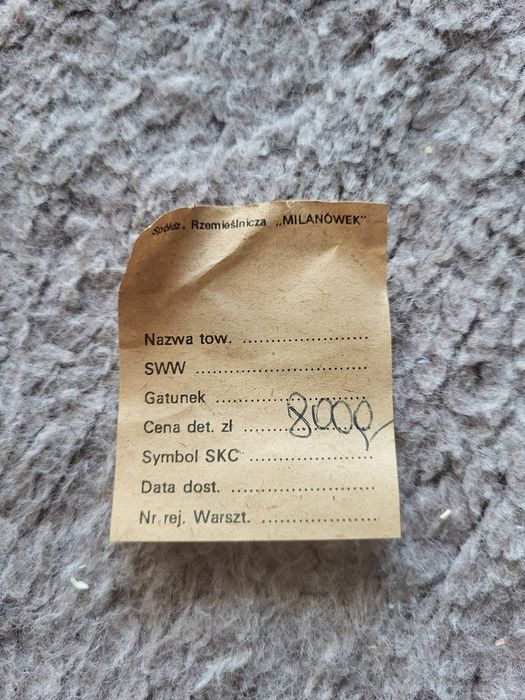 Spółdz. Rzemieślnicza „MILANÓWEK"
Nazwa tow. ......................
SWW ..............................
Gatunek ..........................
Cena det. zł 8000
Symbol SKC .....................
Data dost. .......................
Nr rej. Warszt. ..................